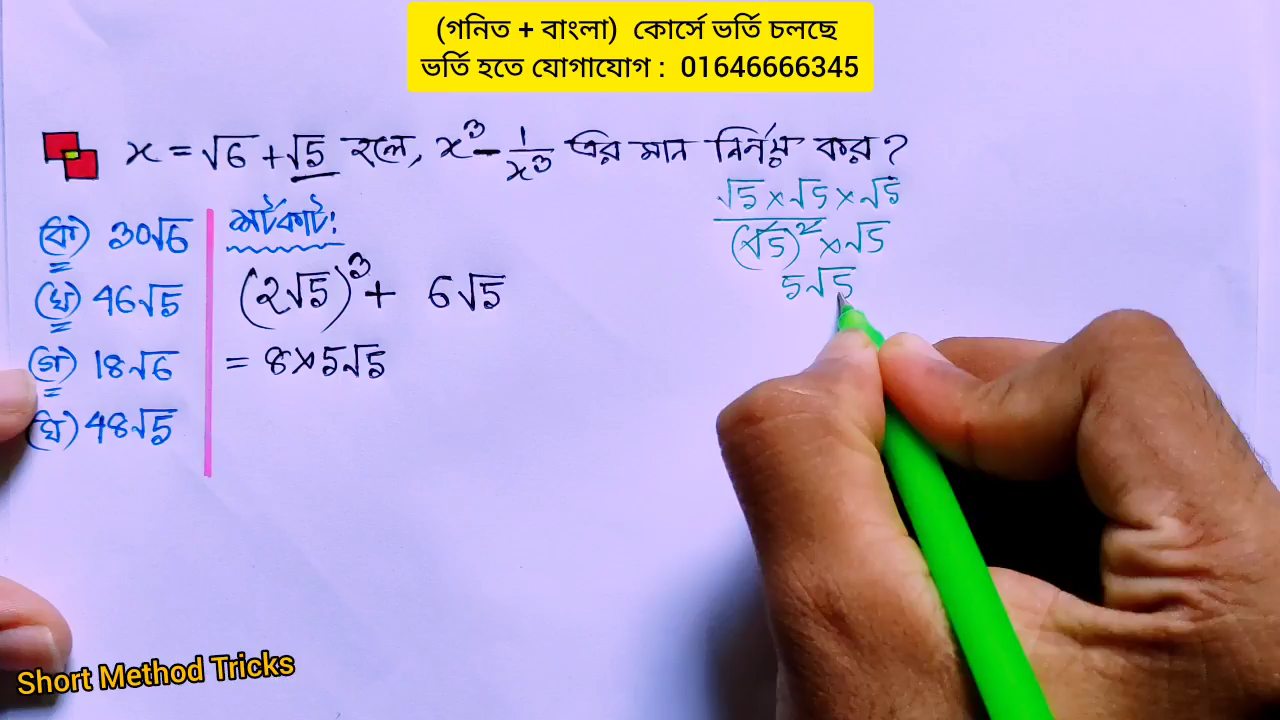 (গনিত + বাংলা) কোর্সে ভর্তি চলছে
ভর্তি হতে যোগাযোগ : 01646666345
x = √6 + √5 হলে, x³ - 1/x³ এর মান নির্ণয় কর ?
√5 × √5 × √5
(√5)² × √5
5√5
(ক) 30√6
(খ) 46√5
(গ) 18√6
(ঘ) 48√5
শর্টকাট:
(2√5)³ + 6√5
= 8 × 5√5
Short Method Tricks